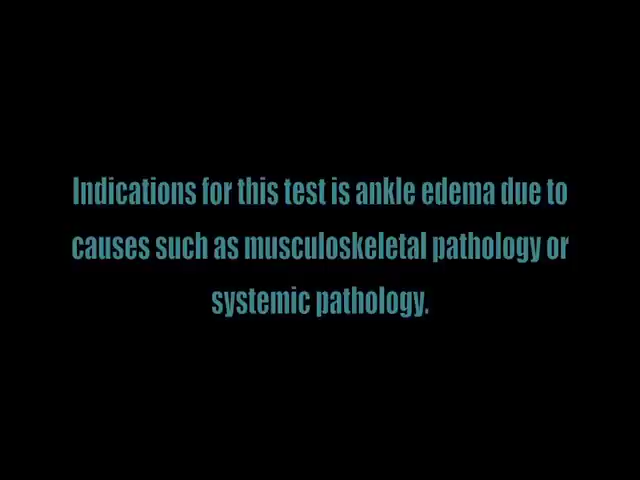 Indications for this test is ankle edema due to
causes such as musculoskeletal pathology or
systemic pathology.